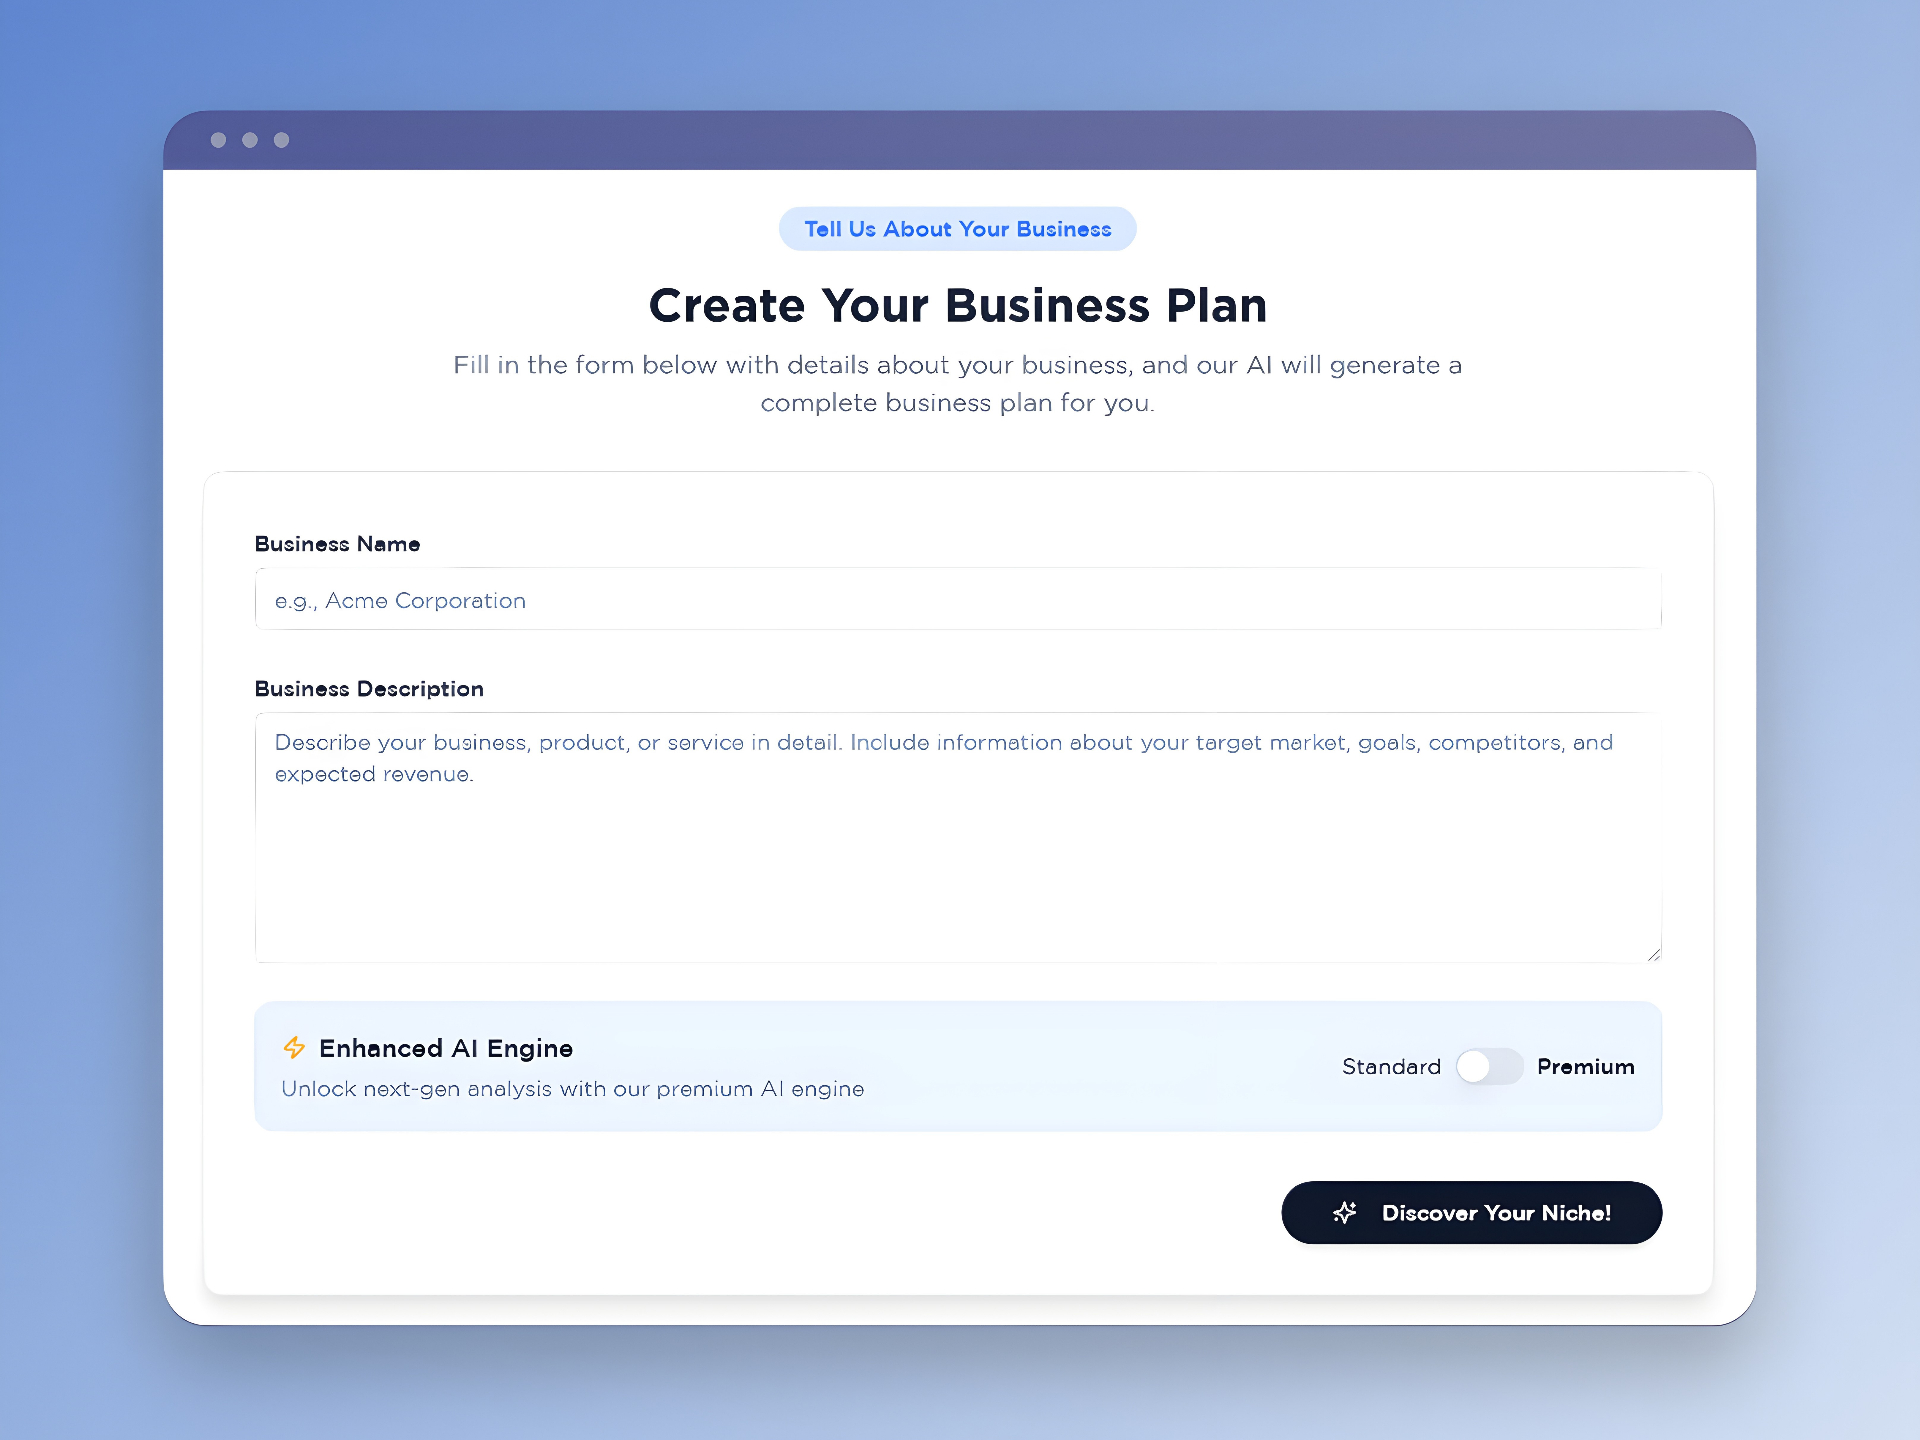 Tell Us About Your Business
Create Your Business Plan
Fill in the form below with details about your business, and our AI will generate a
complete business plan for you.
Business Name
e.g., Acme Corporation
Business Description
Describe your business, product, or service in detail. Include information about your target market, goals, competitors, and
expected revenue.
Enhanced AI Engine
Unlock next-gen analysis with our premium AI engine
Standard Premium
Discover Your Niche!